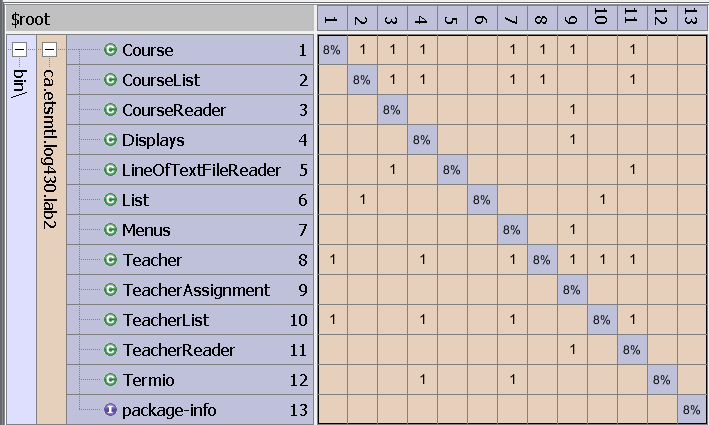 $root 1 2 3 4 5 6 7 8 9 10 11 12 13
bin\
ca.etsmtl.log430.lab2
C Course 1 8% 1 1 1 1 1 1 1
C CourseList 2 8% 1 1 1 1 1
C CourseReader 3 8% 1
C Displays 4 8% 1
C LineOfTextFileReader 5 1 8% 1
C List 6 1 8% 1
C Menus 7 8% 1
C Teacher 8 1 1 1 8% 1 1 1
C TeacherAssignment 9 8%
C TeacherList 10 1 1 1 8% 1
C TeacherReader 11 1 8%
C Termio 12 1 1 8%
I package-info 13 8%